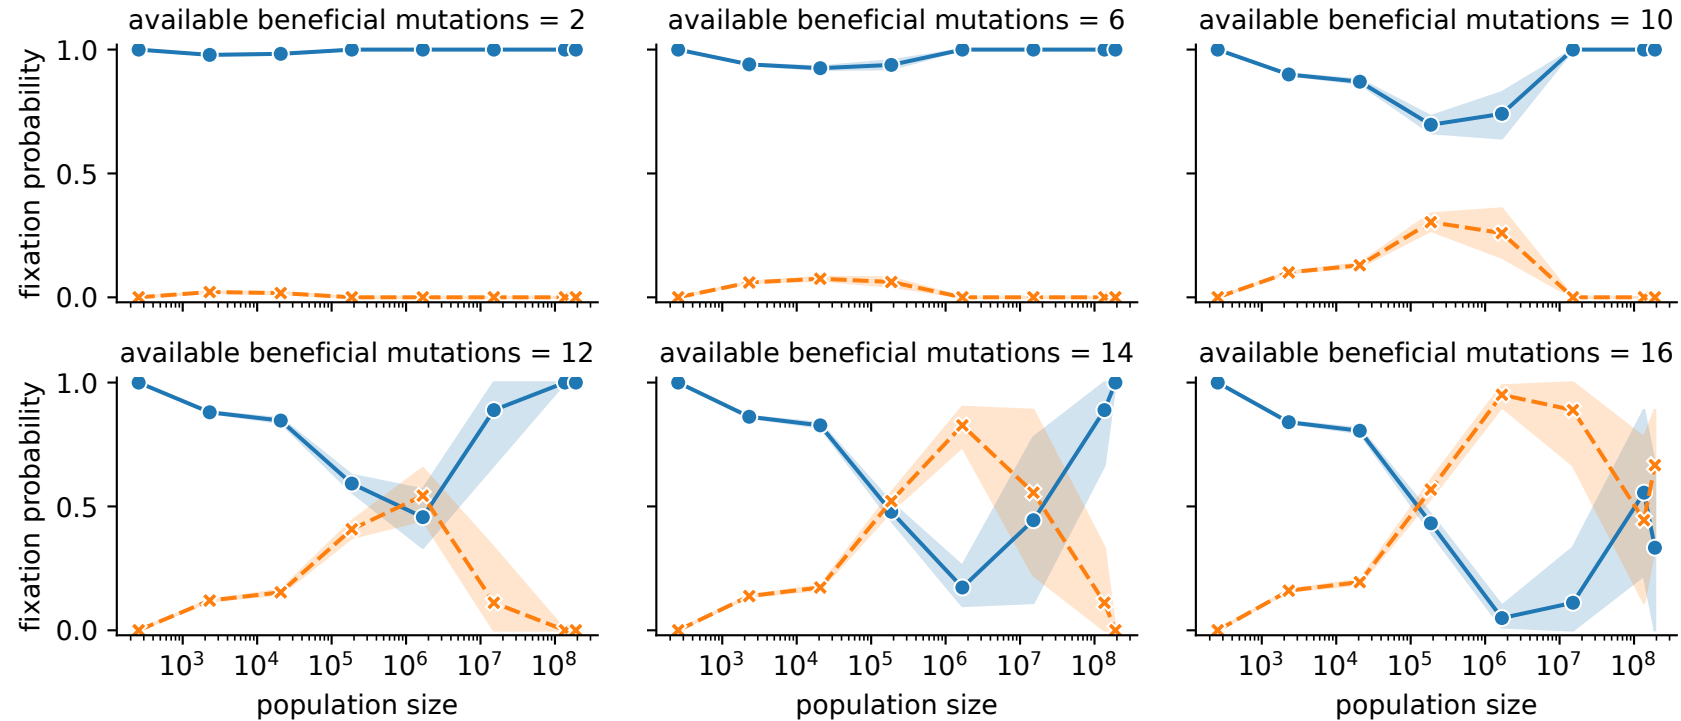 available beneficial mutations = 2
available beneficial mutations = 6
available beneficial mutations = 10
fixation probability
1.0
0.5
0.0
available beneficial mutations = 12
available beneficial mutations = 14
available beneficial mutations = 16
fixation probability
1.0
0.5
0.0
10³ 10⁴ 10⁵ 10⁶ 10⁷ 10⁸
10³ 10⁴ 10⁵ 10⁶ 10⁷ 10⁸
10³ 10⁴ 10⁵ 10⁶ 10⁷ 10⁸
population size
population size
population size